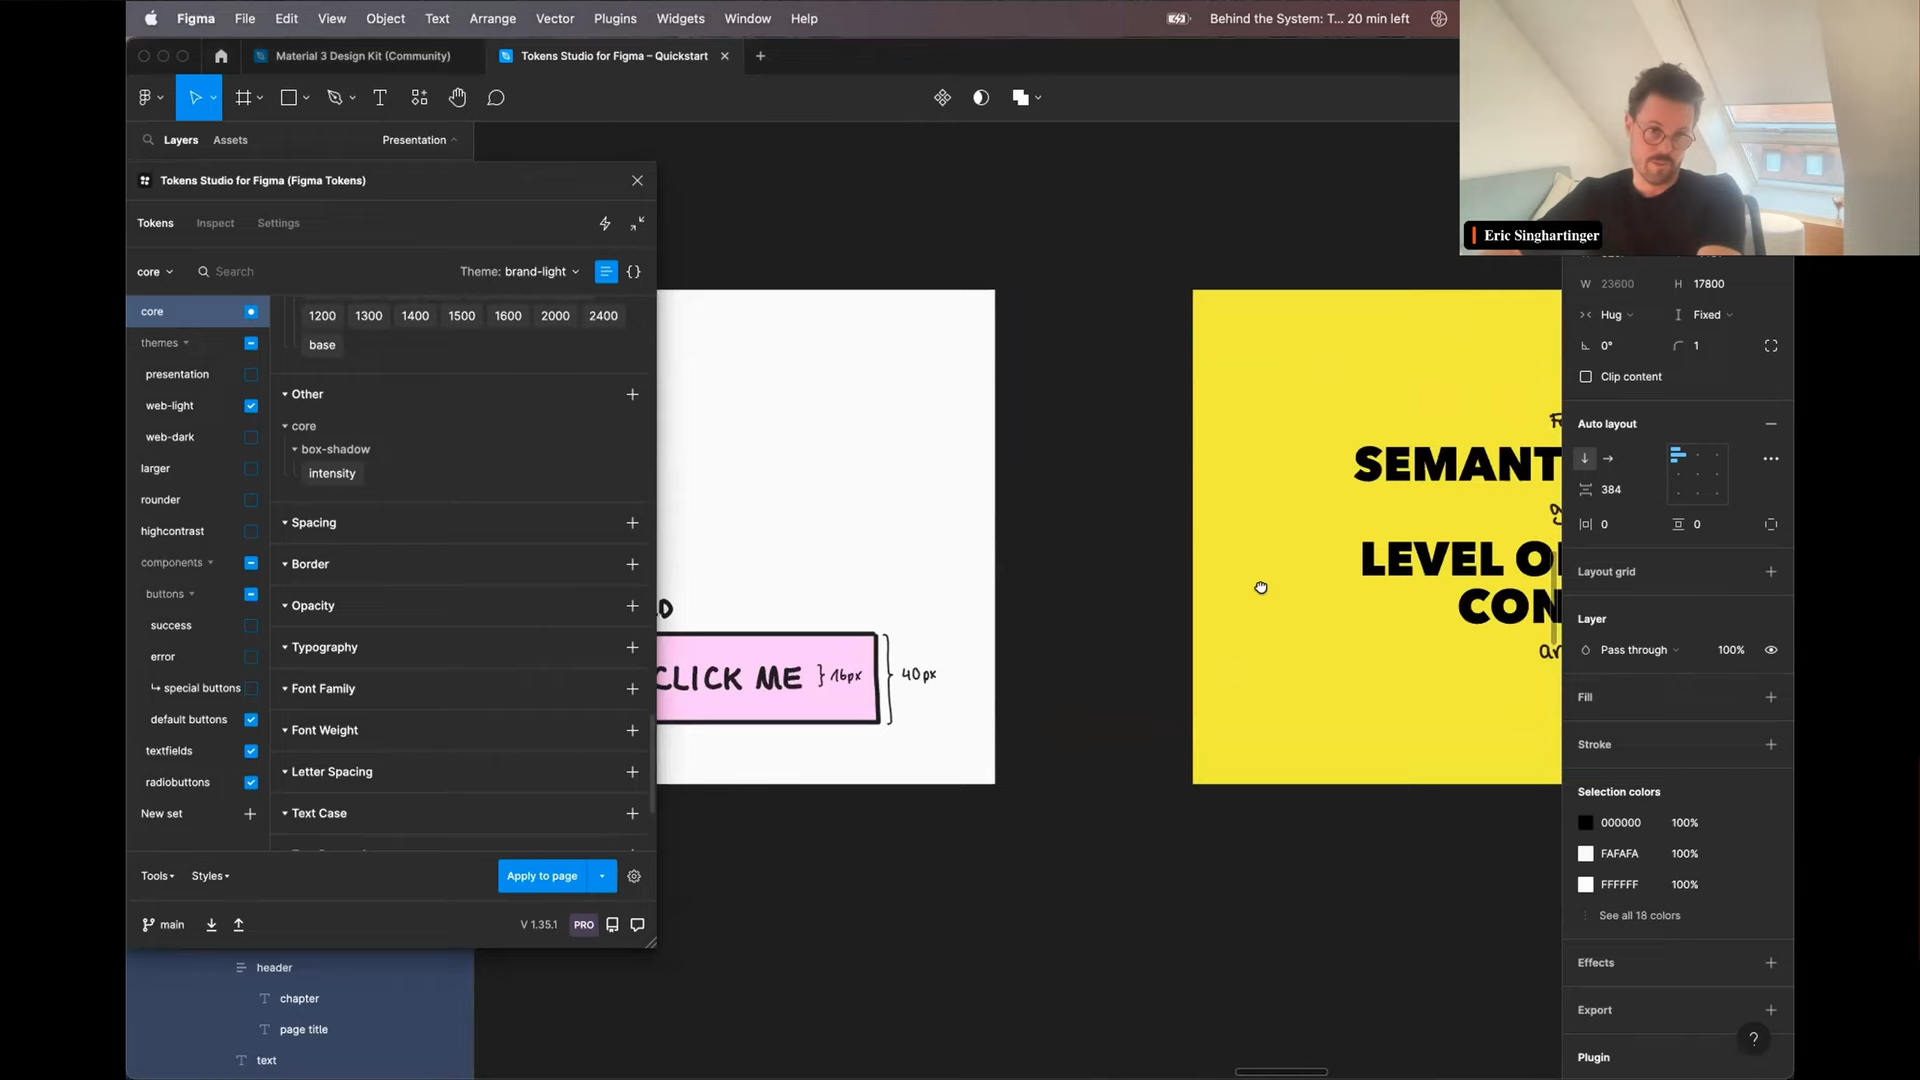 Figma File Edit View Object Text Arrange Vector Plugins Widgets Window Help
Behind the System: T... 20 min left
Material 3 Design Kit (Community)
Tokens Studio for Figma – Quickstart
Layers Assets Presentation
Tokens Studio for Figma (Figma Tokens)
Tokens Inspect Settings
core Search Theme: brand-light
core
themes
presentation
web-light
web-dark
larger
rounder
highcontrast
components
buttons
success
error
↳ special buttons
default buttons
textfields
radiobuttons
New set
1200 1300 1400 1500 1600 2000 2400
base
Other
core
box-shadow
intensity
Spacing
Border
Opacity
Typography
Font Family
Font Weight
Letter Spacing
Text Case
Tools Styles Apply to page
main V 1.35.1 PRO
header
chapter
page title
text
CLICK ME 16px 40px
SEMANT
LEVEL O
CON
Eric Singhartinger
W 23600 H 17800
Hug Fixed
0° 1
Clip content
Auto layout
384
0 0
Layout grid
Layer
Pass through 100%
Fill
Stroke
Selection colors
000000 100%
FAFAFA 100%
FFFFFF 100%
See all 18 colors
Effects
Export
?
Plugin